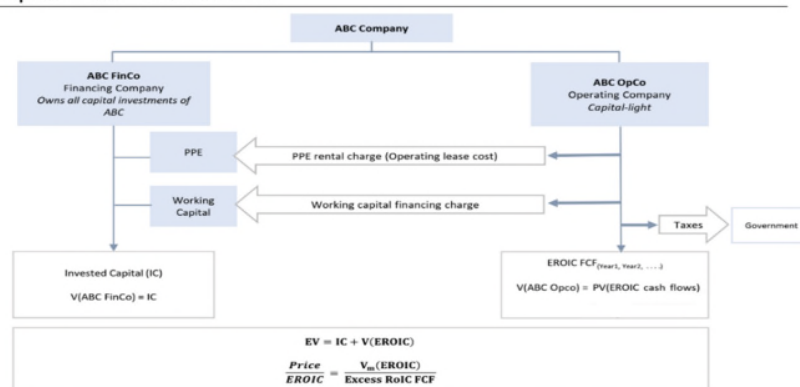 ABC Company
ABC FinCo
Financing Company
Owns all capital investments of
ABC
ABC OpCo
Operating Company
Capital-light
PPE
PPE rental charge (Operating lease cost)
Working
Capital
Working capital financing charge
Taxes
Government
Invested Capital (IC)
V(ABC FinCo) = IC
EROIC FCF(Year1, Year2, ....)
V(ABC Opco) = PV(EROIC cash flows)
EV = IC + V(EROIC)
Price / EROIC = Vm(EROIC) / Excess RoIC FCF